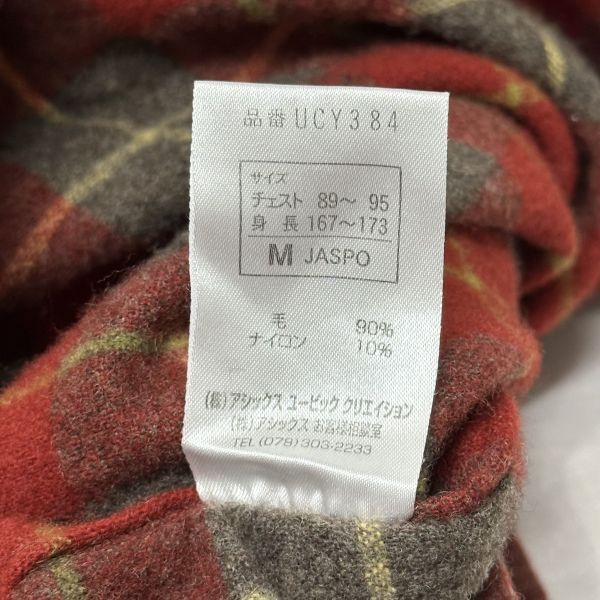 品番 UCY384
サイズ
チェスト 89～ 95
身 長 167～173
M JASPO
毛 90%
ナイロン 10%
(株)アシックス ユービック クリエイション
(株)アシックス お客様相談室
TEL(078)303-2233